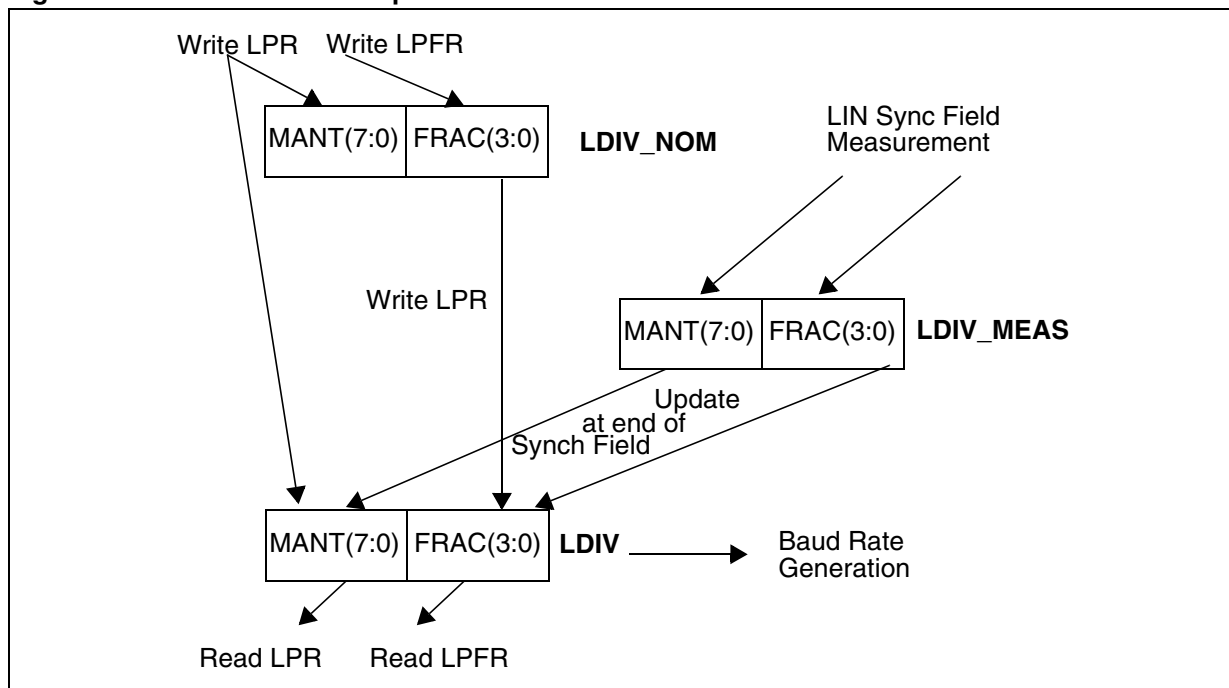 Write LPR
Write LPFR
MANT(7:0)
FRAC(3:0)
LDIV_NOM
LIN Sync Field
Measurement
Write LPR
MANT(7:0)
FRAC(3:0)
LDIV_MEAS
Update
at end of
Synch Field
MANT(7:0)
FRAC(3:0)
LDIV
Baud Rate
Generation
Read LPR
Read LPFR